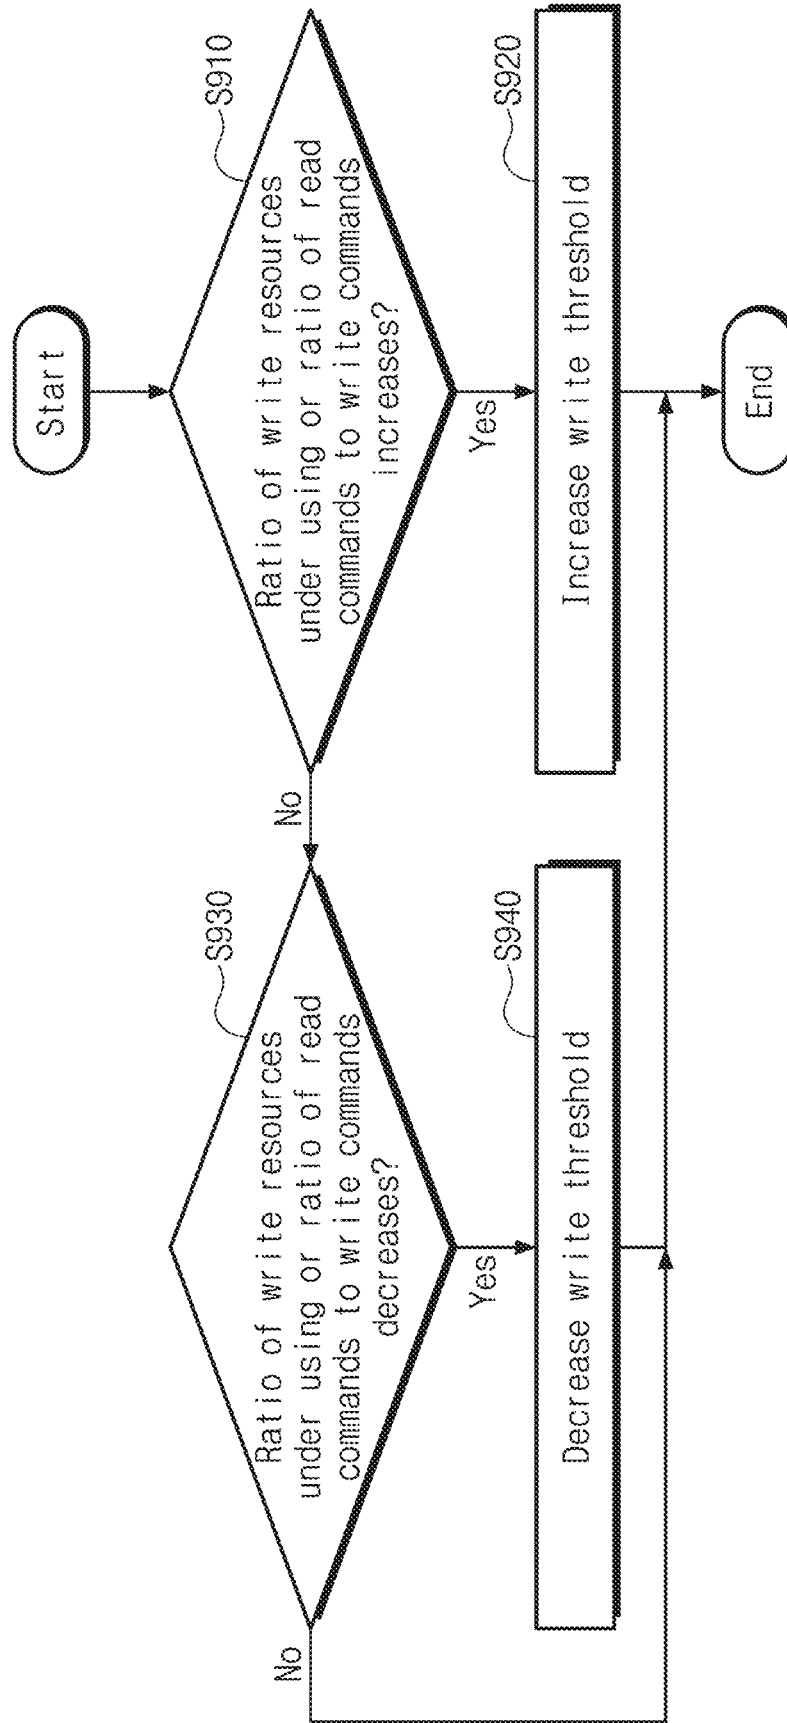 Start
S910
Ratio of write resources
under using or ratio of read
commands to write commands
increases?
Yes
No
S920
Increase write threshold
S930
Ratio of write resources
under using or ratio of read
commands to write commands
decreases?
Yes
No
S940
Decrease write threshold
End